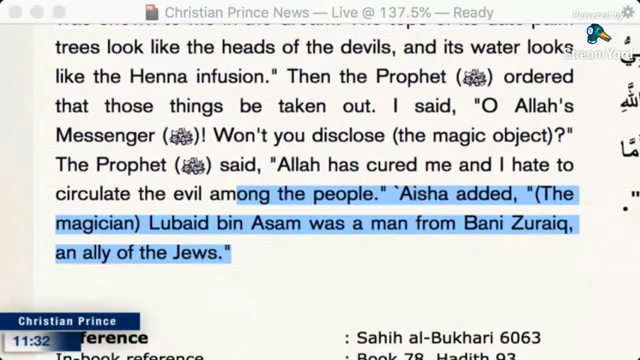 Christian Prince News — Live @ 137.5% — Ready
Powered by
StreamYard
trees look like the heads of the devils, and its water looks
like the Henna infusion." Then the Prophet (ﷺ) ordered
that those things be taken out. I said, "O Allah's
Messenger (ﷺ)! Won't you disclose (the magic object)?"
The Prophet (ﷺ) said, "Allah has cured me and I hate to
circulate the evil among the people." `Aisha added, "(The
magician) Lubaid bin Asam was a man from Bani Zuraiq,
an ally of the Jews."
Christian Prince
11:32
eference : Sahih al-Bukhari 6063
In-book reference : Book 78, Hadith 93